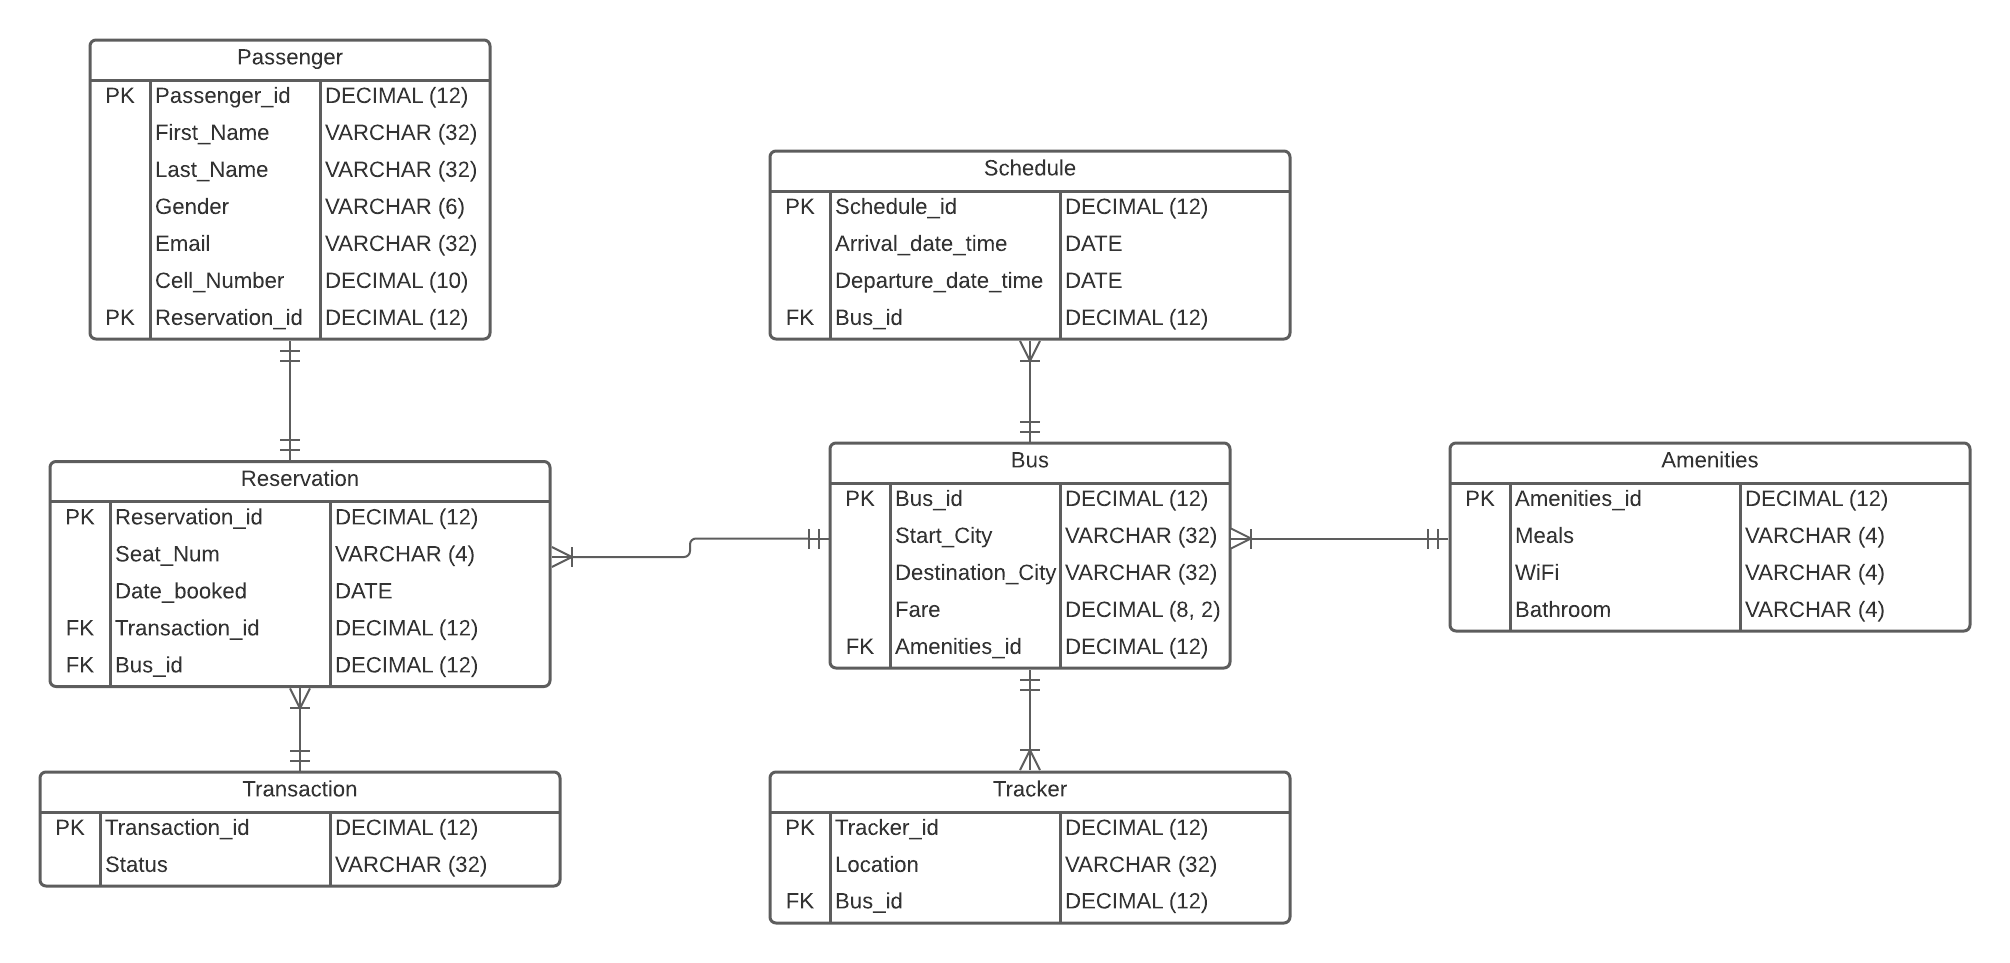 Passenger
PK Passenger_id DECIMAL (12)
First_Name VARCHAR (32)
Last_Name VARCHAR (32)
Gender VARCHAR (6)
Email VARCHAR (32)
Cell_Number DECIMAL (10)
PK Reservation_id DECIMAL (12)
Schedule
PK Schedule_id DECIMAL (12)
Arrival_date_time DATE
Departure_date_time DATE
FK Bus_id DECIMAL (12)
Reservation
PK Reservation_id DECIMAL (12)
Seat_Num VARCHAR (4)
Date_booked DATE
FK Transaction_id DECIMAL (12)
FK Bus_id DECIMAL (12)
Bus
PK Bus_id DECIMAL (12)
Start_City VARCHAR (32)
Destination_City VARCHAR (32)
Fare DECIMAL (8, 2)
FK Amenities_id DECIMAL (12)
Amenities
PK Amenities_id DECIMAL (12)
Meals VARCHAR (4)
WiFi VARCHAR (4)
Bathroom VARCHAR (4)
Transaction
PK Transaction_id DECIMAL (12)
Status VARCHAR (32)
Tracker
PK Tracker_id DECIMAL (12)
Location VARCHAR (32)
FK Bus_id DECIMAL (12)